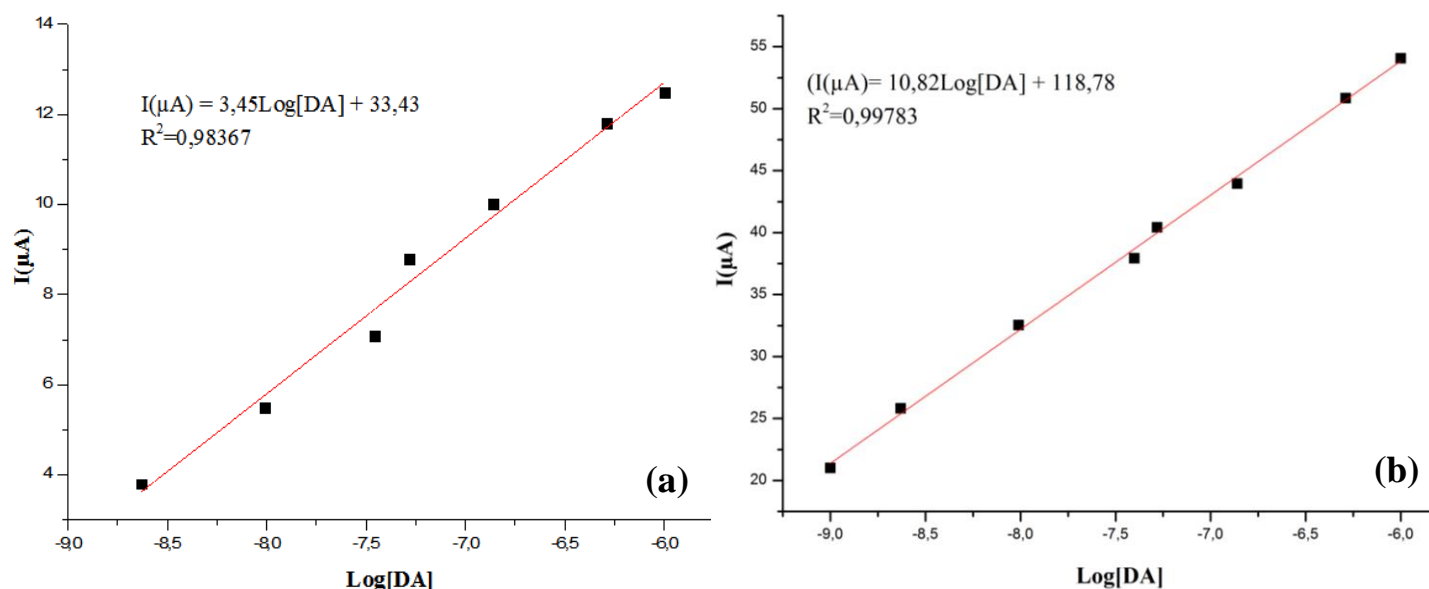 14
12
10
8
6
4
I(µA)
I(µA) = 3,45Log[DA] + 33,43
R²=0,98367
(a)
-9,0 -8,5 -8,0 -7,5 -7,0 -6,5 -6,0
Log[DA]
55
50
45
40
35
30
25
20
I(µA)
(I(µA)= 10,82Log[DA] + 118,78
R²=0,99783
(b)
-9,0 -8,5 -8,0 -7,5 -7,0 -6,5 -6,0
Log[DA]